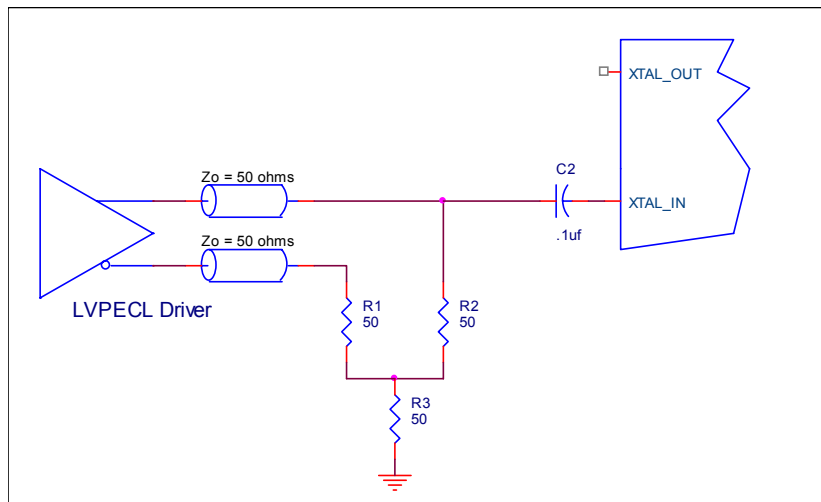 XTAL_OUT
Zo = 50 ohms
C2
XTAL_IN
.1uf
Zo = 50 ohms
LVPECL Driver
R1
50
R2
50
R3
50